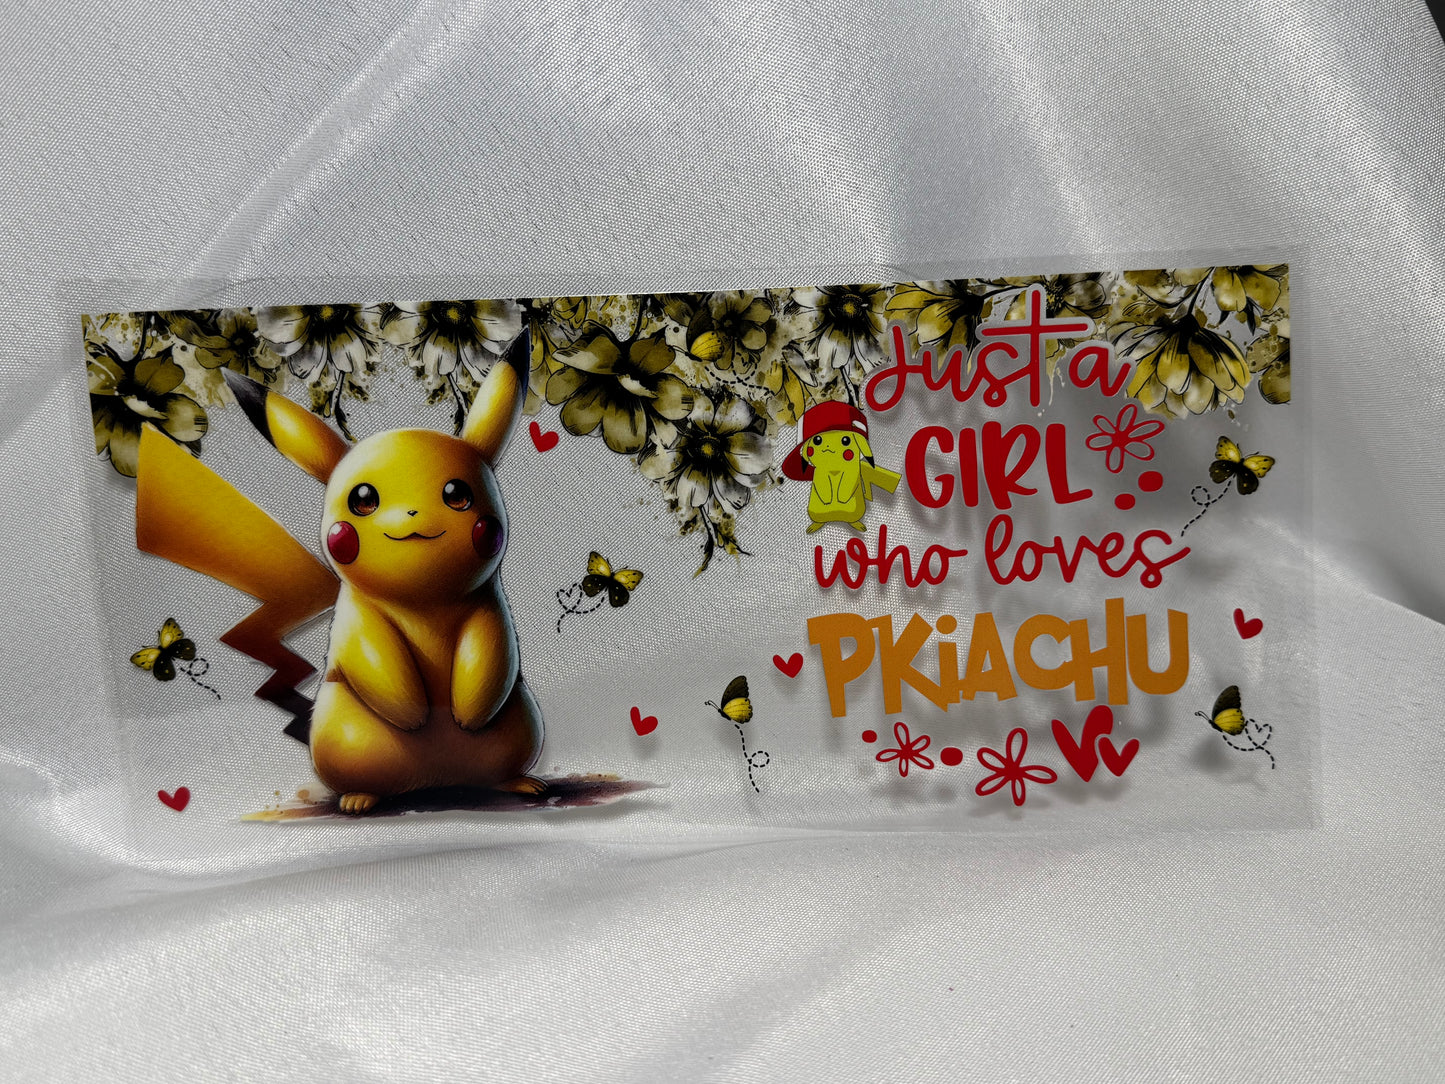 Just a
GIRL
who loves
PKiACHU